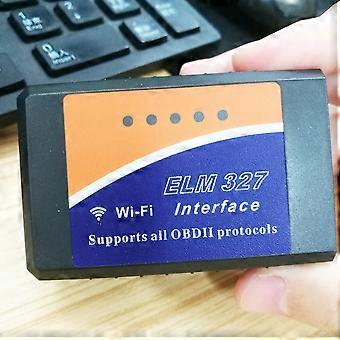 ELM 327
Wi-Fi Interface
Supports all OBDII protocols